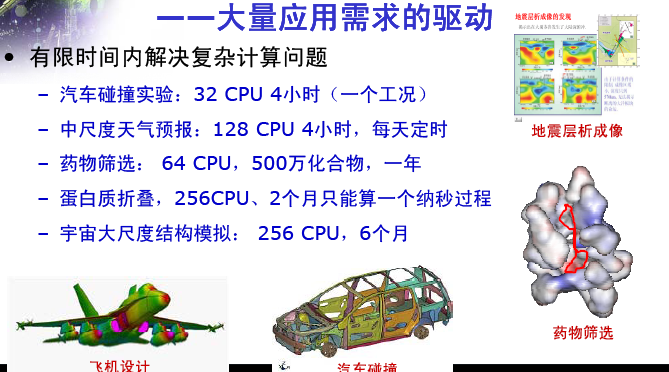 ——大量应用需求的驱动
• 有限时间内解决复杂计算问题
– 汽车碰撞实验：32 CPU 4小时（一个工况）
– 中尺度天气预报：128 CPU 4小时，每天定时
– 药物筛选： 64 CPU，500万化合物，一年
– 蛋白质折叠，256CPU、2个月只能算一个纳秒过程
– 宇宙大尺度结构模拟： 256 CPU，6个月
地震层析成像的发现
地震层析成像
药物筛选
飞机设计
汽车碰撞